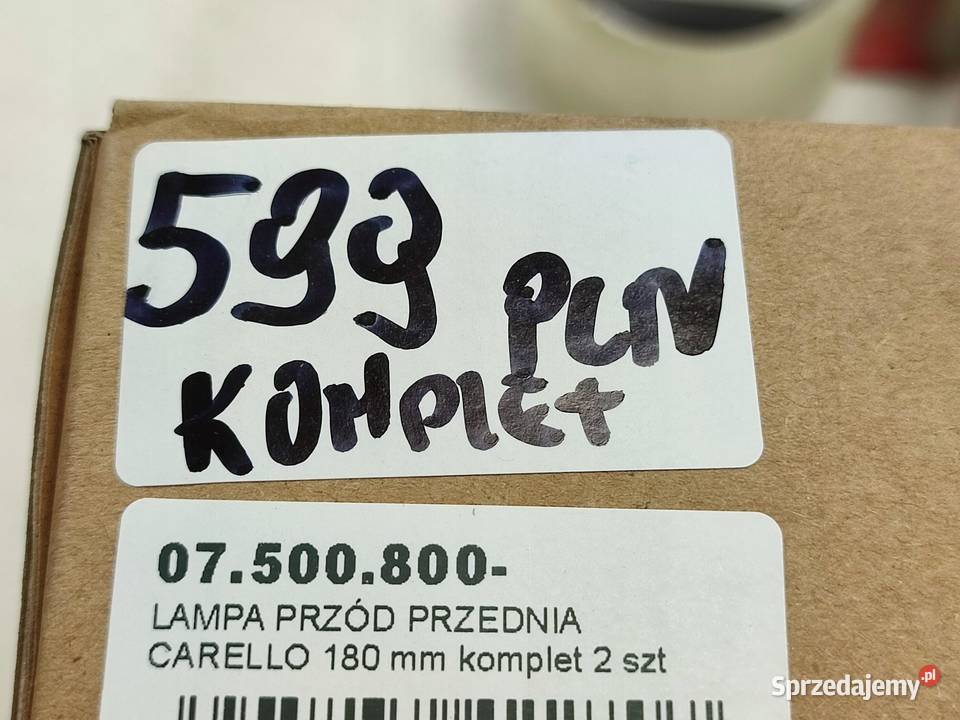 599
PLN
KOMPLET
07.500.800-
LAMPA PRZÓD PRZEDNIA
CARELLO 180 mm komplet 2 szt
Sprzedajemy.pl